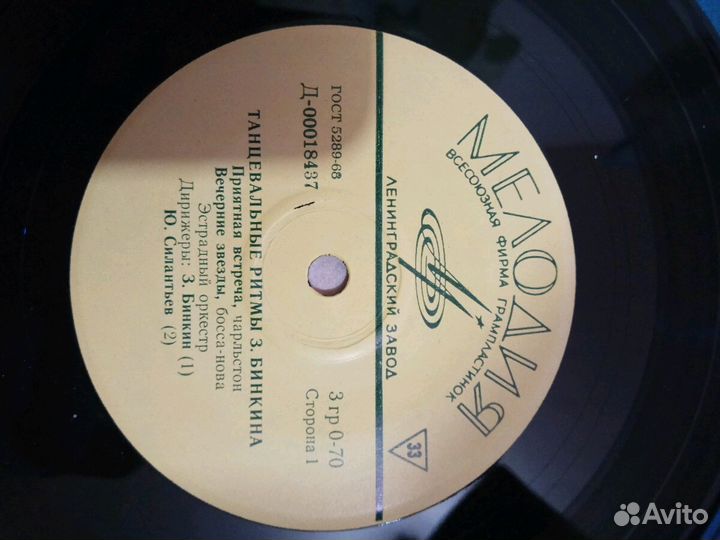 МЕЛОДИЯ
ВСЕСОЮЗНАЯ ФИРМА ГРАМПЛАСТИНОК
ЛЕНИНГРАДСКИЙ ЗАВОД
33
ГОСТ 5289-68
Д-00018437
3 гр 0-70
Сторона 1
ТАНЦЕВАЛЬНЫЕ РИТМЫ З. БИНКИНА
Приятная встреча, чарльстон
Вечерние звезды, босса-нова
Эстрадный оркестр
Дирижеры: З. Бинкин (1)
Ю. Силантьев (2)
Avito